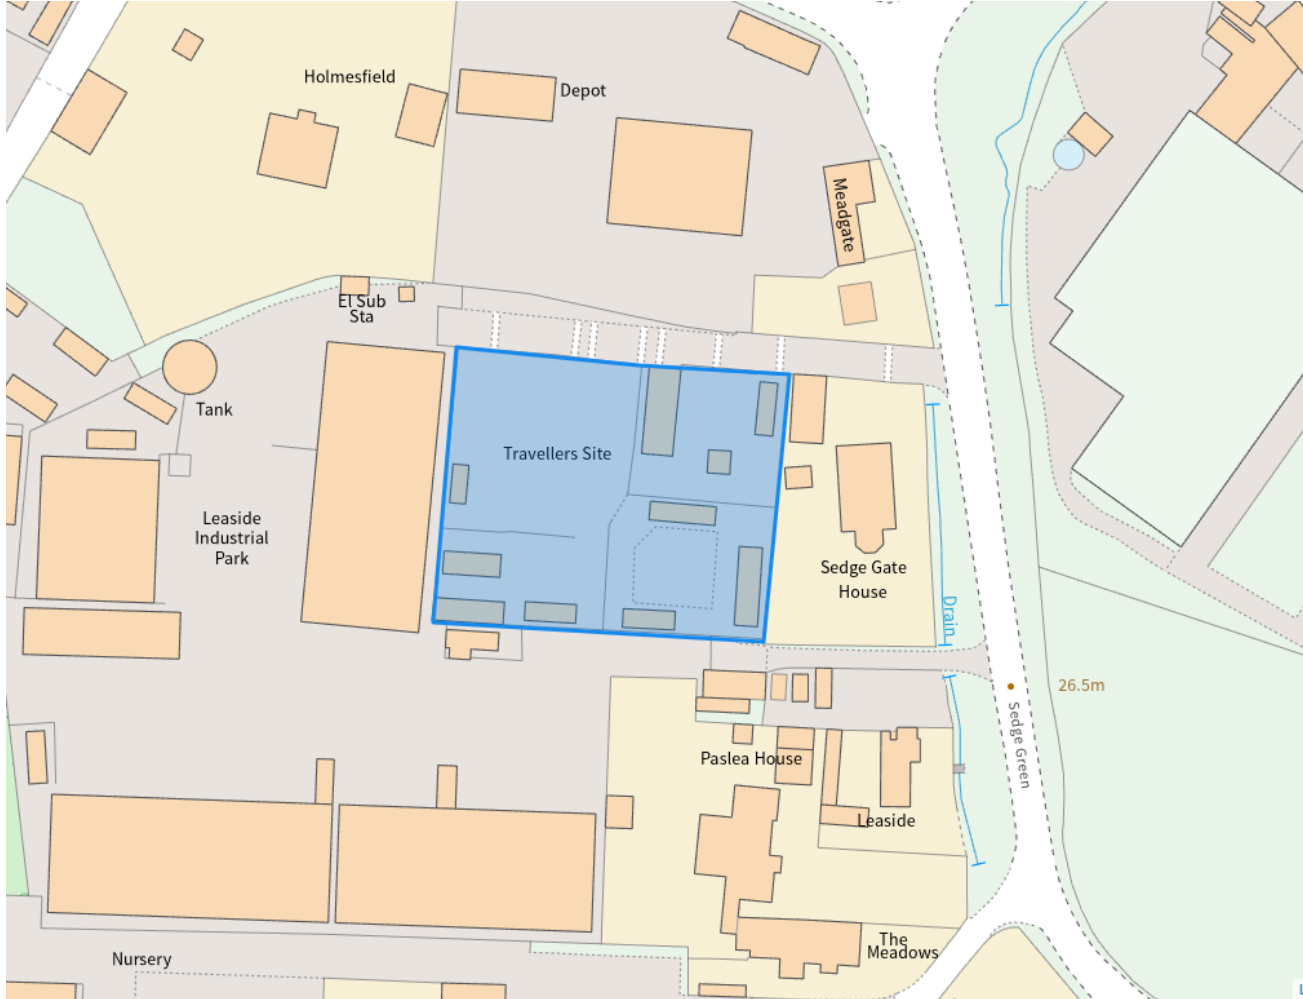 Holmesfield
Depot
Meadgate
El Sub
Sta
Tank
Travellers Site
Leaside
Industrial
Park
Sedge Gate
House
Drain
26.5m
Sedge Green
Paslea House
Leaside
The
Meadows
Nursery